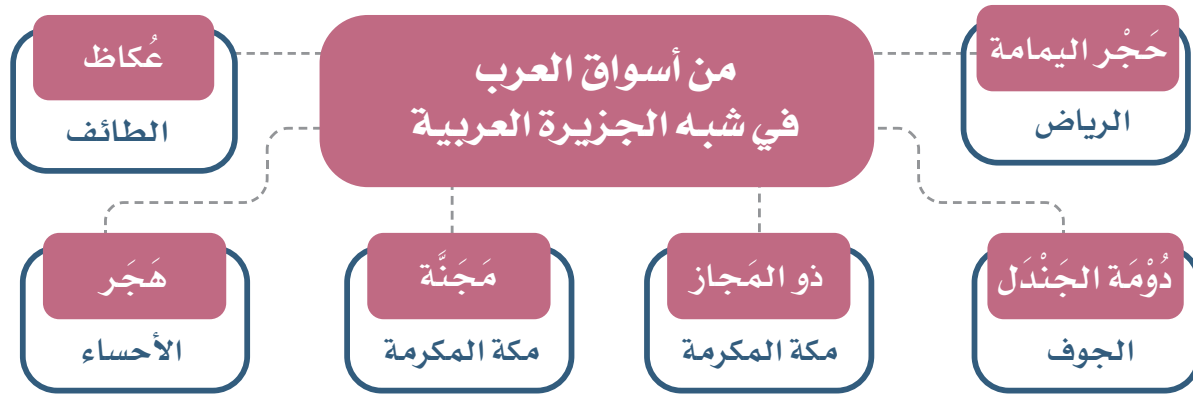 من أسواق العرب
في شبه الجزيرة العربية
حَجْر اليمامة
الرياض
عُكاظ
الطائف
دُوْمَة الجَنْدَل
الجوف
ذو المَجاز
مكة المكرمة
مَجَنَّة
مكة المكرمة
هَجَر
الأحساء